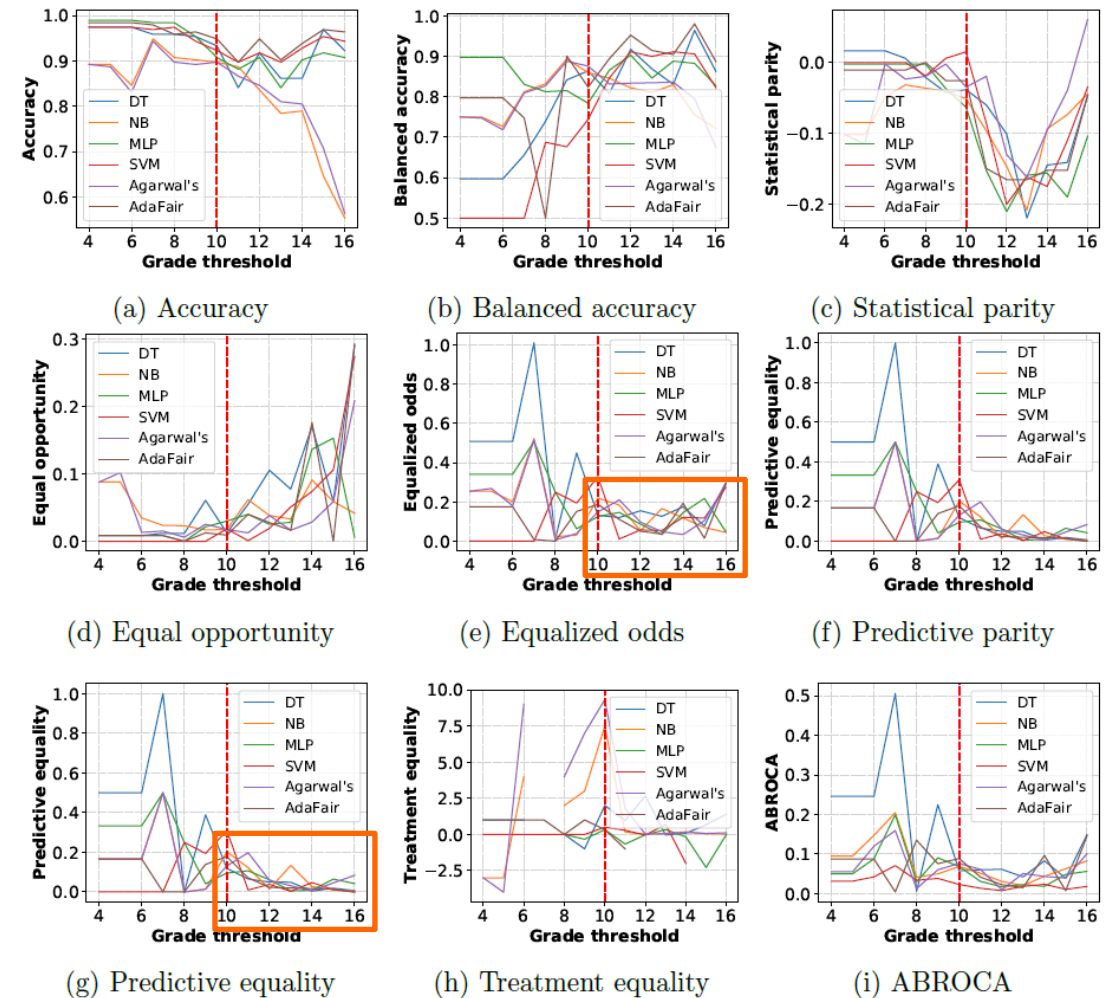 1.0
0.9
0.8
0.7
0.6
Accuracy
DT
NB
MLP
SVM
Agarwal's
AdaFair
4 6 8 10 12 14 16
Grade threshold
(a) Accuracy
1.0
0.9
0.8
0.7
0.6
0.5
Balanced accuracy
DT
NB
MLP
SVM
Agarwal's
AdaFair
4 6 8 10 12 14 16
Grade threshold
(b) Balanced accuracy
0.0
−0.1
−0.2
Statistical parity
DT
NB
MLP
SVM
Agarwal's
AdaFair
4 6 8 10 12 14 16
Grade threshold
(c) Statistical parity
0.3
0.2
0.1
0.0
Equal opportunity
DT
NB
MLP
SVM
Agarwal's
AdaFair
4 6 8 10 12 14 16
Grade threshold
(d) Equal opportunity
1.0
0.8
0.6
0.4
0.2
0.0
Equalized odds
DT
NB
MLP
SVM
Agarwal's
AdaFair
4 6 8 10 12 14 16
Grade threshold
(e) Equalized odds
1.0
0.8
0.6
0.4
0.2
0.0
Predictive equality
DT
NB
MLP
SVM
Agarwal's
AdaFair
4 6 8 10 12 14 16
Grade threshold
(f) Predictive parity
1.0
0.8
0.6
0.4
0.2
0.0
Predictive equality
DT
NB
MLP
SVM
Agarwal's
AdaFair
4 6 8 10 12 14 16
Grade threshold
(g) Predictive equality
10.0
7.5
5.0
2.5
0.0
−2.5
Treatment equality
DT
NB
MLP
SVM
Agarwal's
AdaFair
4 6 8 10 12 14 16
Grade threshold
(h) Treatment equality
0.5
0.4
0.3
0.2
0.1
0.0
ABROCA
DT
NB
MLP
SVM
Agarwal's
AdaFair
4 6 8 10 12 14 16
Grade threshold
(i) ABROCA